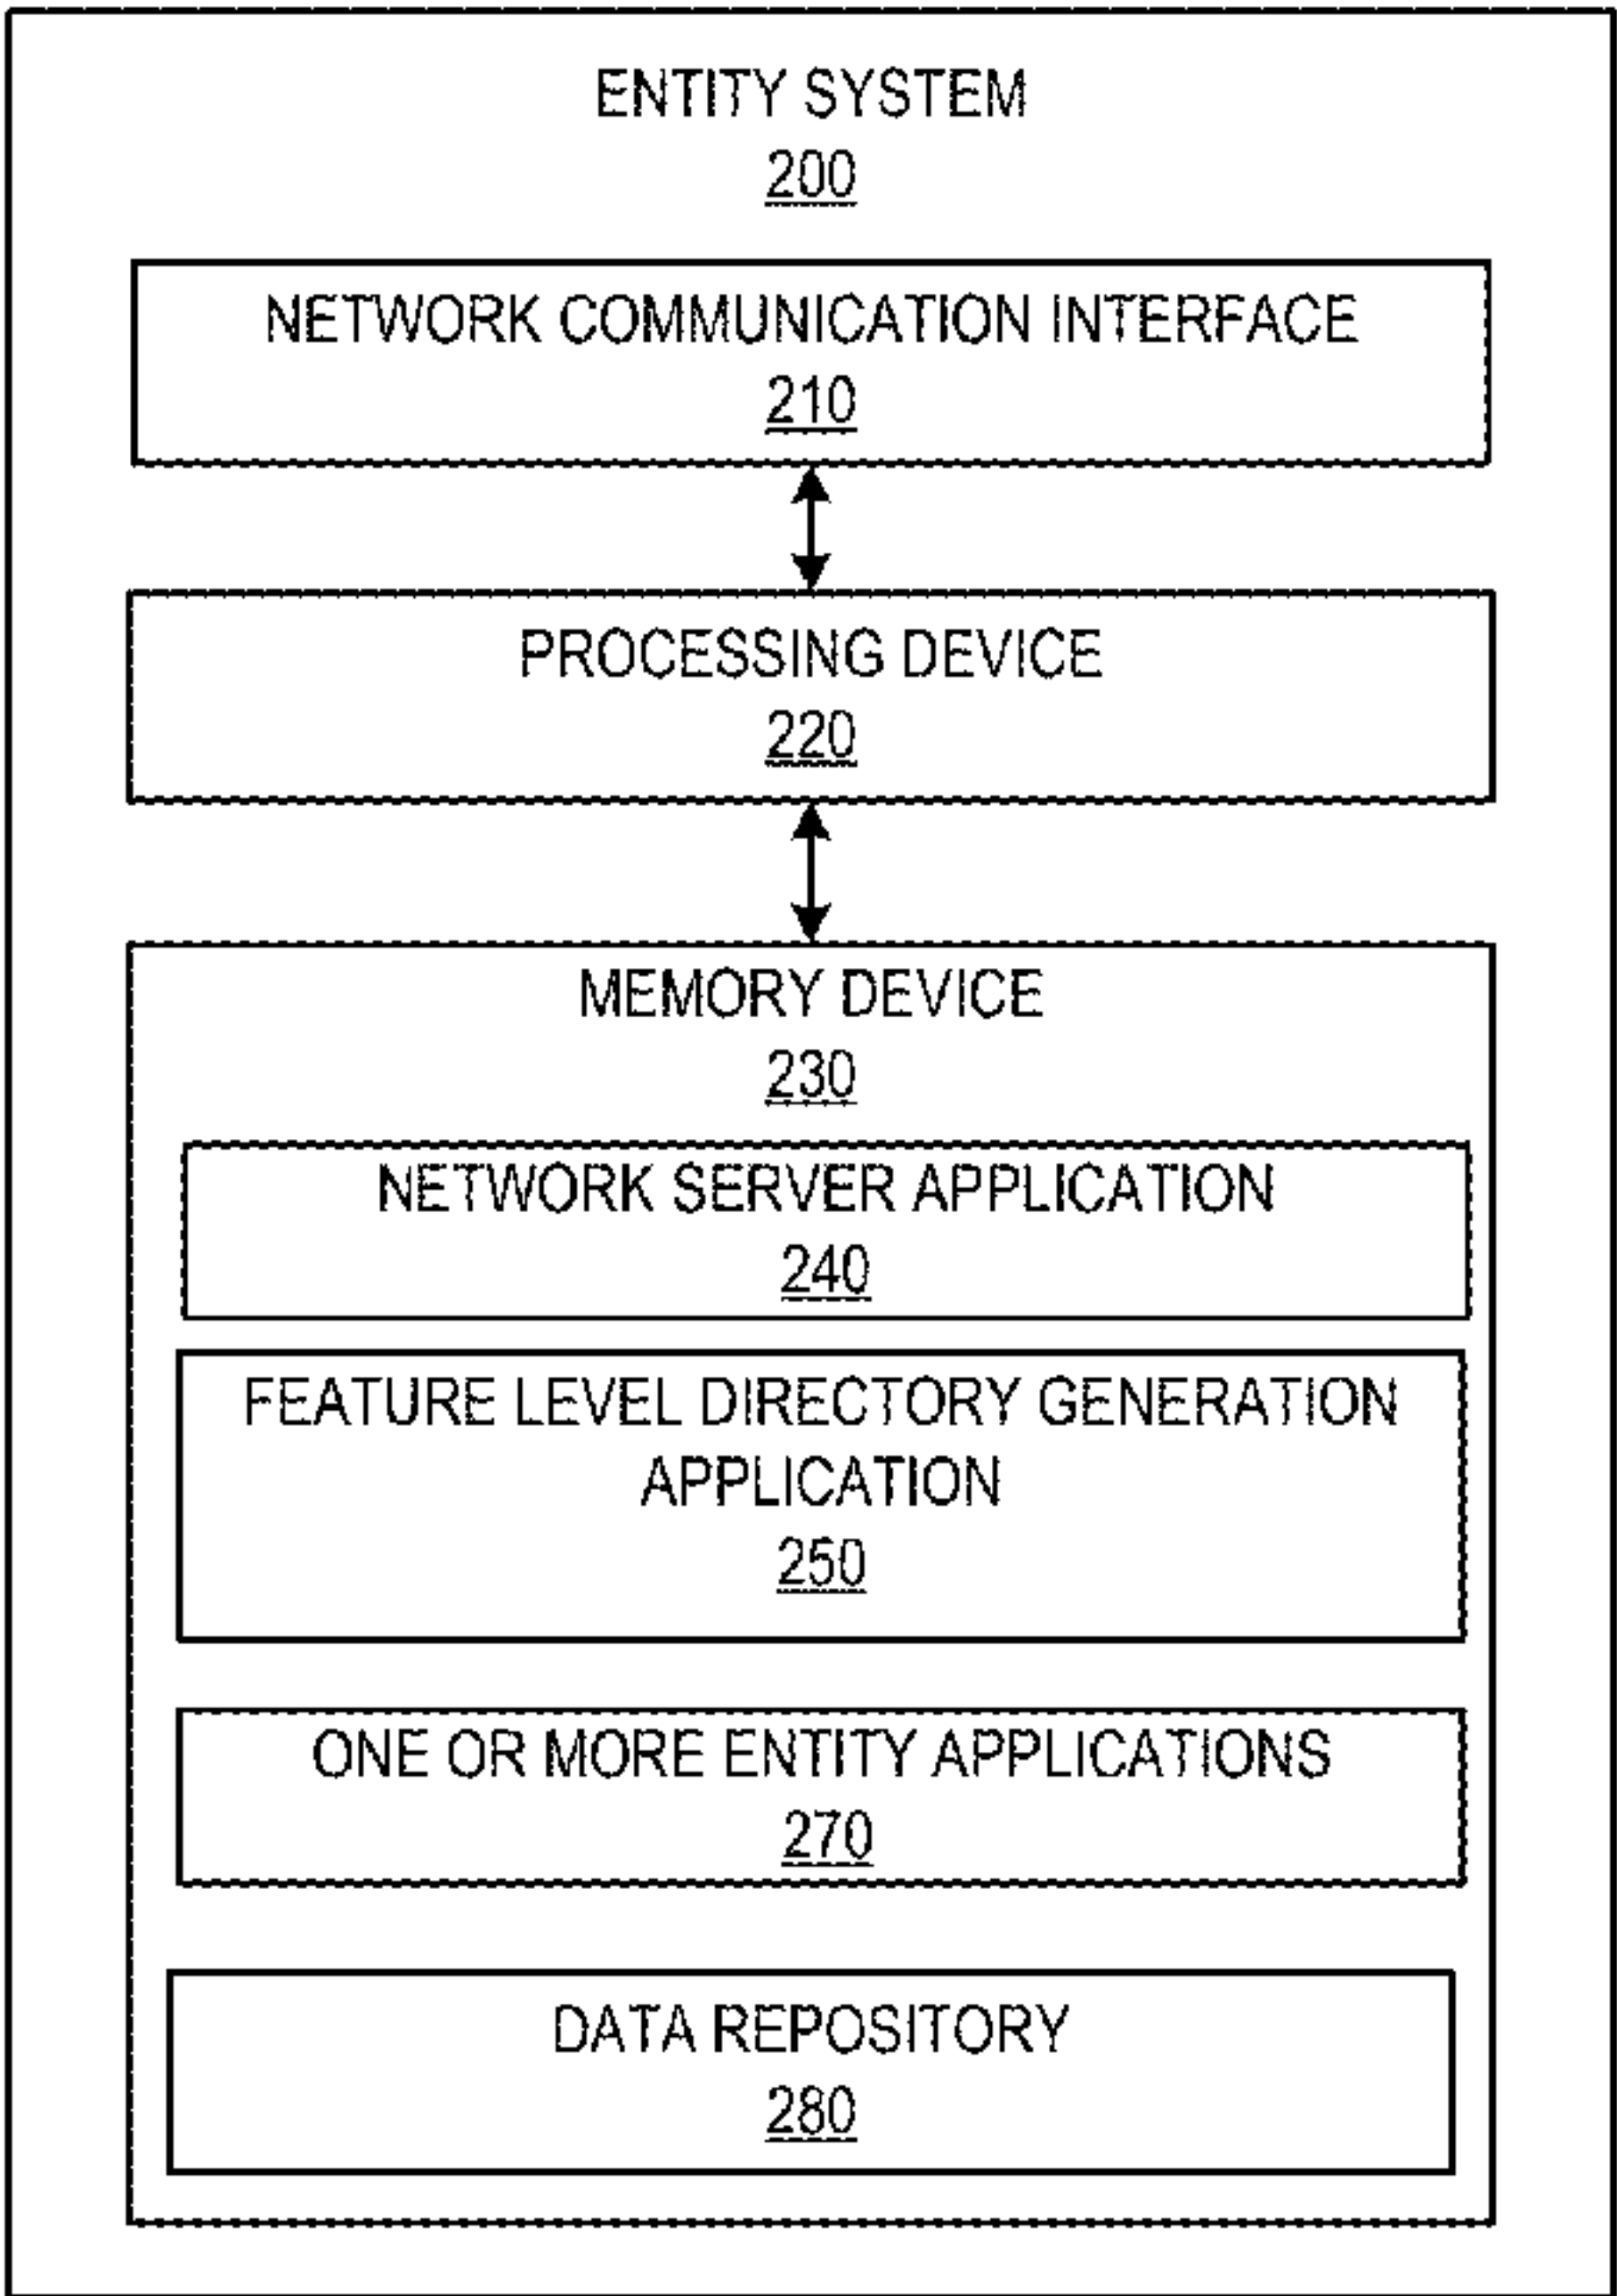 ENTITY SYSTEM
200
NETWORK COMMUNICATION INTERFACE
210
PROCESSING DEVICE
220
MEMORY DEVICE
230
NETWORK SERVER APPLICATION
240
FEATURE LEVEL DIRECTORY GENERATION
APPLICATION
250
ONE OR MORE ENTITY APPLICATIONS
270
DATA REPOSITORY
280